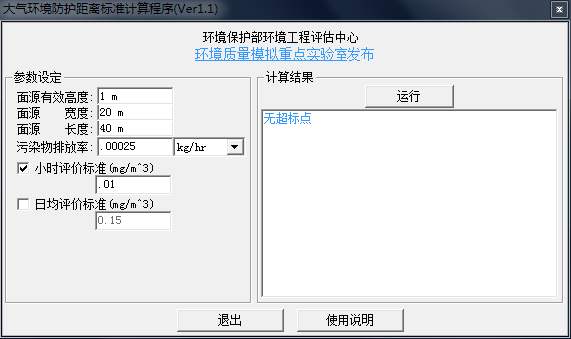 大气环境防护距离标准计算程序(Ver1.1)
环境保护部环境工程评估中心
环境质量模拟重点实验室发布
参数设定
面源有效高度: 1 m
面源 宽度: 20 m
面源 长度: 40 m
污染物排放率: .00025 kg/hr
小时评价标准(mg/m^3)
.01
日均评价标准(mg/m^3)
0.15
计算结果
运行
无超标点
退出 使用说明